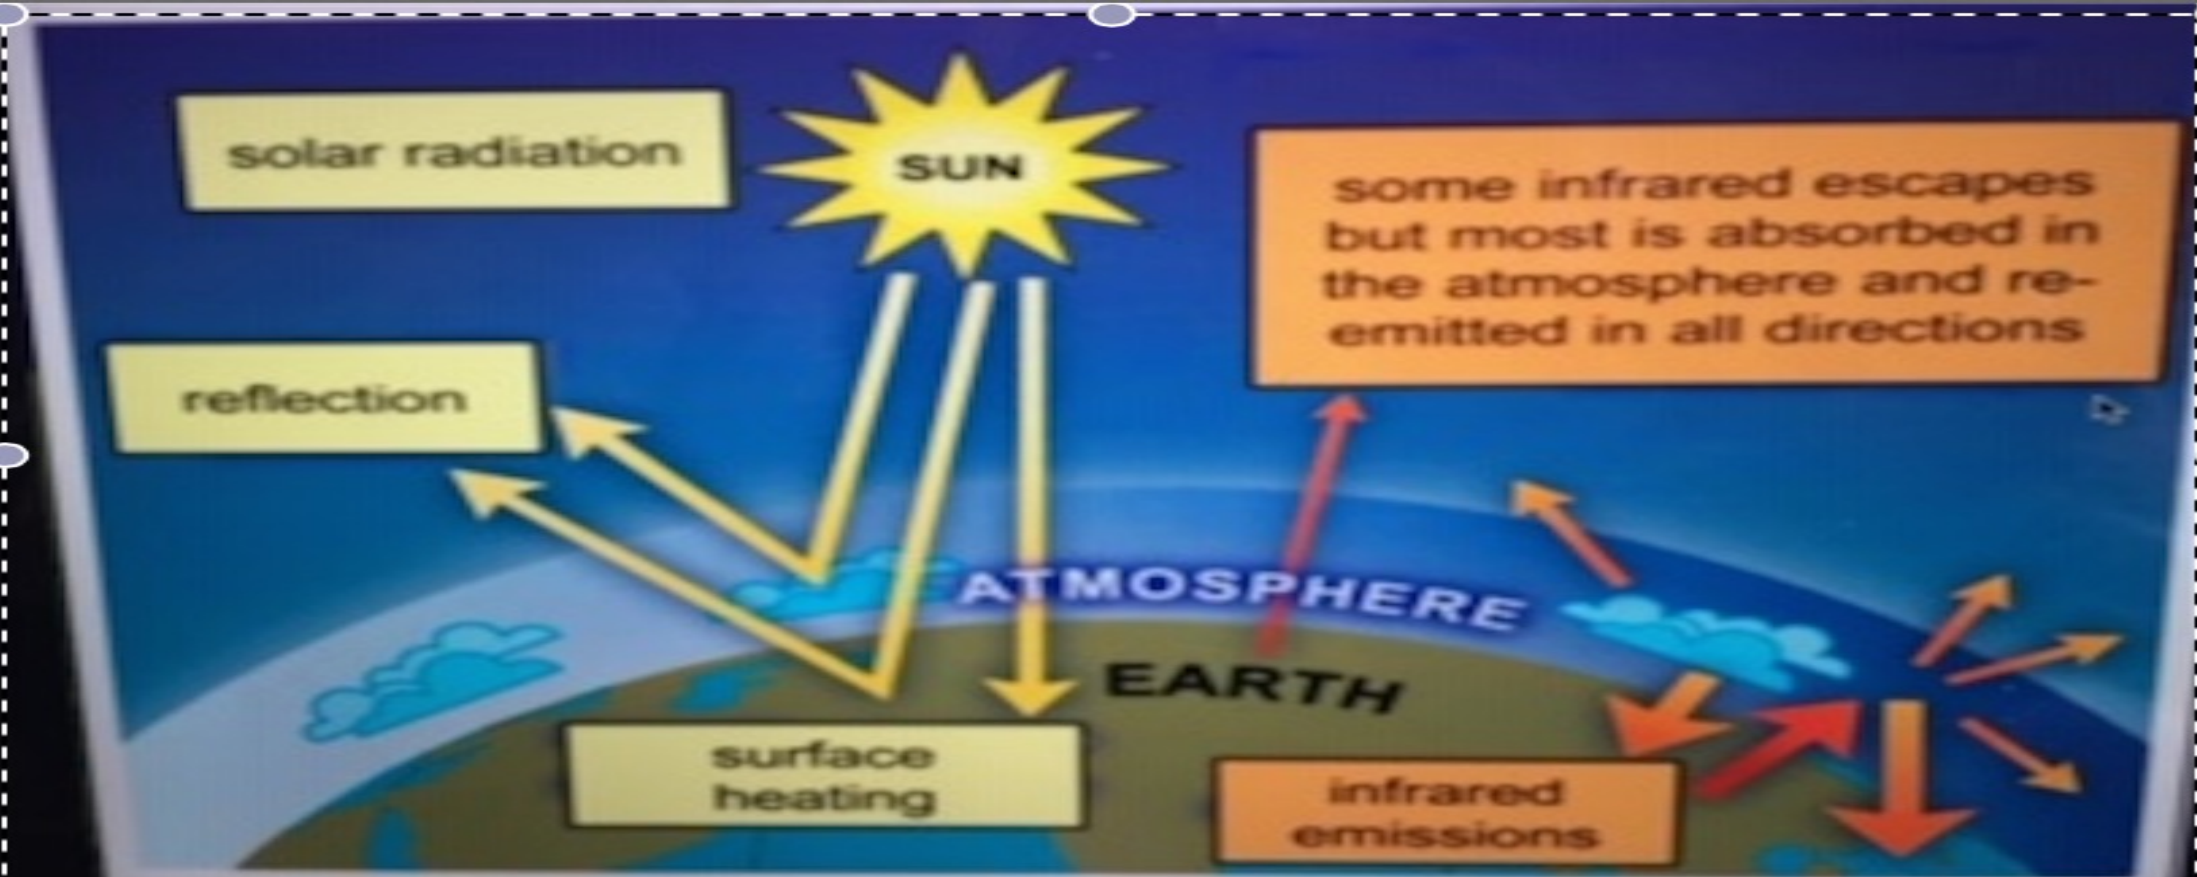 solar radiation
SUN
some infrared escapes
but most is absorbed in
the atmosphere and re-
emitted in all directions
reflection
ATMOSPHERE
EARTH
surface
heating
infrared
emissions